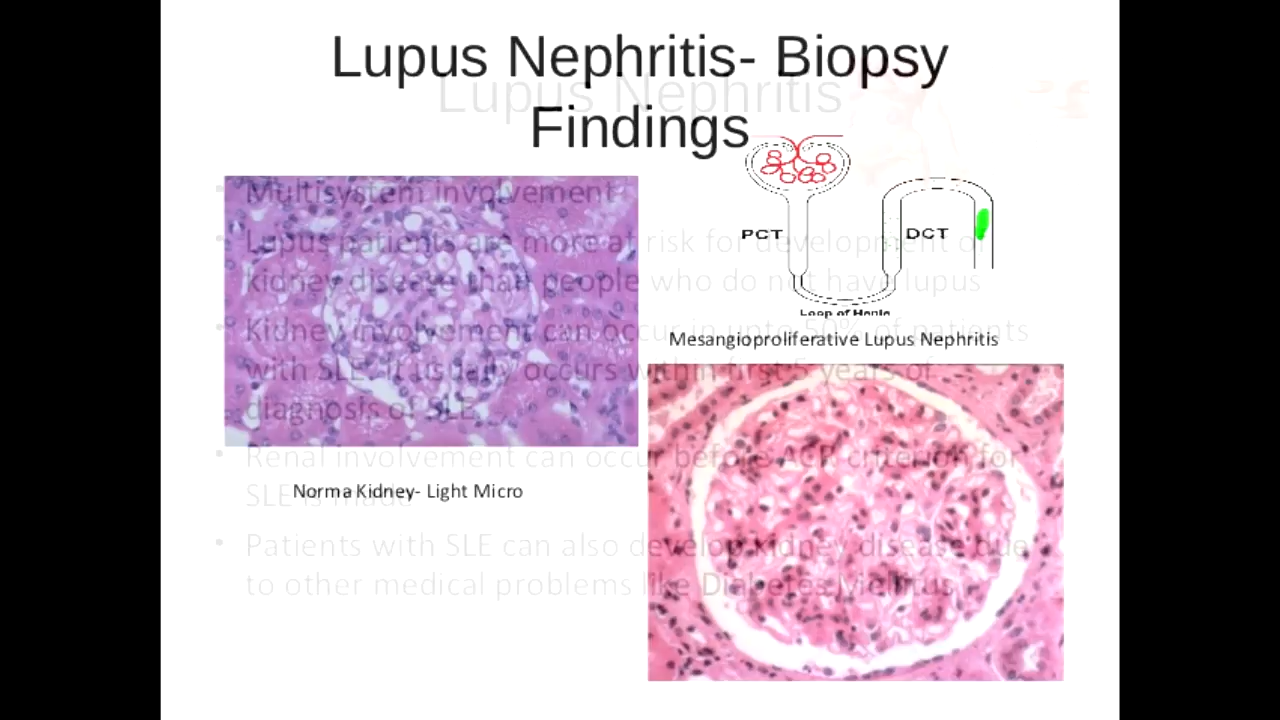 Lupus Nephritis- Biopsy
Findings
Lupus Nephritis
PCT
DCT
Loop of Henle
Mesangioproliferative Lupus Nephritis
Norma Kidney- Light Micro
• Multisystem involvement
• Lupus patients are more at risk for development of
kidney disease than people who do not have lupus
• Kidney involvement can occur in upto 50% of patients
with SLE. It usually occurs within first 5 years of
diagnosis of SLE.
• Renal involvement can occur before ACR criterion for
SLE is made
• Patients with SLE can also develop kidney disease due
to other medical problems like Diabetes Mellitus